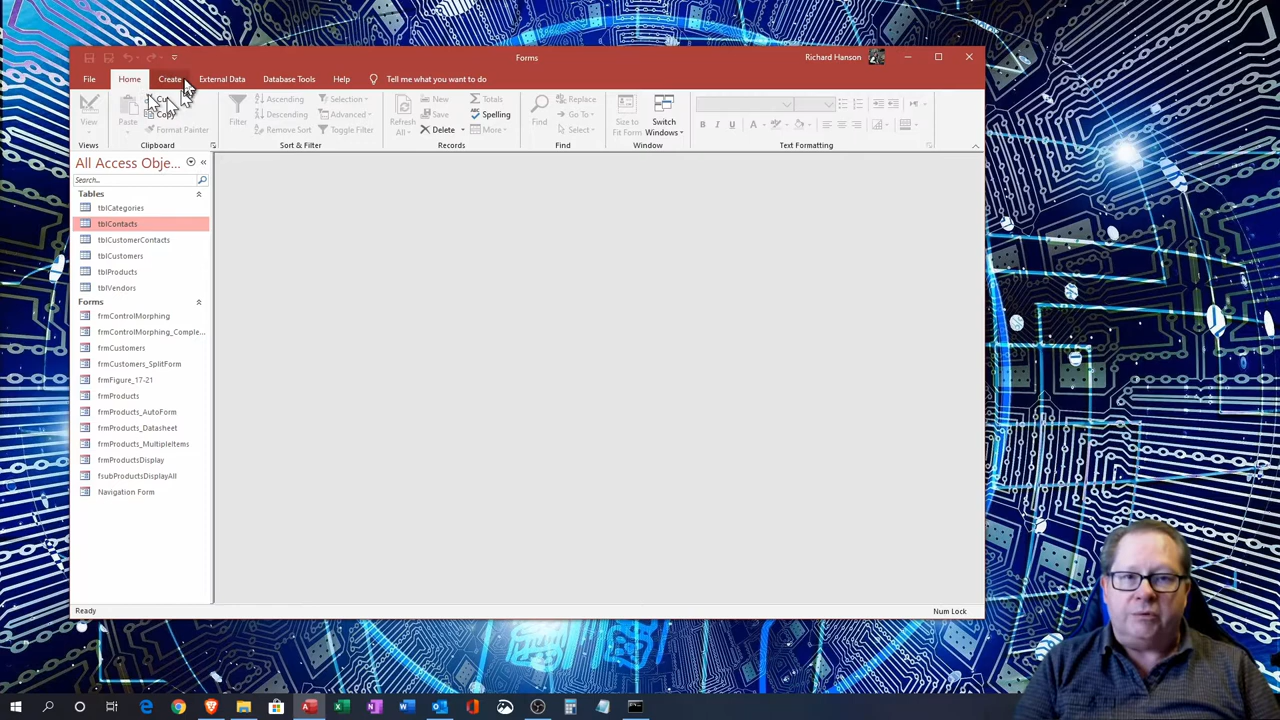 Forms
Richard Hanson
File Home Create External Data Database Tools Help Tell me what you want to do
View
Paste
Copy
Format Painter
Filter
Ascending
Descending
Remove Sort
Selection
Advanced
Toggle Filter
Refresh
All
New
Save
Delete
Totals
Spelling
More
Find
Replace
Go To
Select
Size to
Fit Form
Switch
Windows
Views Clipboard Sort & Filter Records Find Window Text Formatting
All Access Obje...
Search...
Tables
tblCategories
tblContacts
tblCustomerContacts
tblCustomers
tblProducts
tblVendors
Forms
frmControlMorphing
frmControlMorphing_Comple...
frmCustomers
frmCustomers_SplitForm
frmFigure_17-21
frmProducts
frmProducts_AutoForm
frmProducts_Datasheet
frmProducts_MultipleItems
frmProductsDisplay
fsubProductsDisplayAll
Navigation Form
Ready
Num Lock